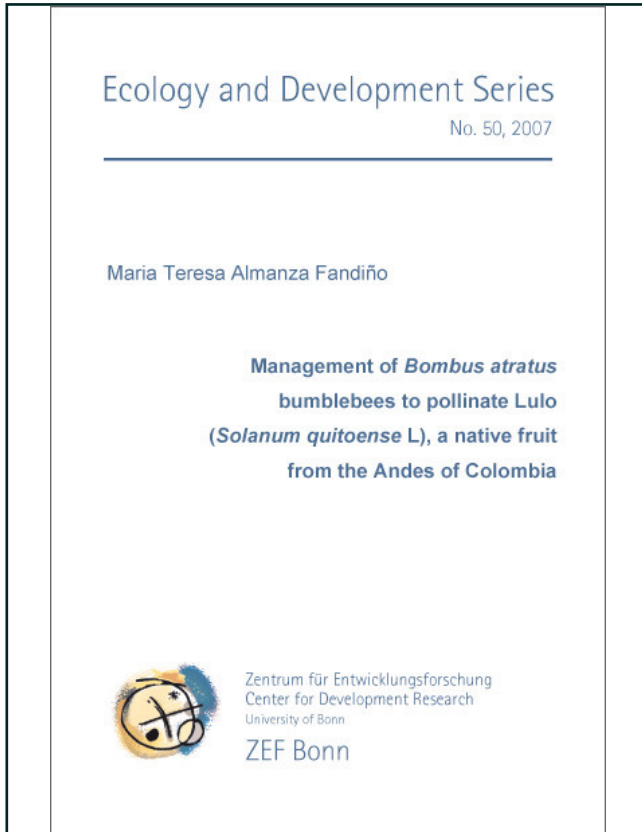 Ecology and Development Series
No. 50, 2007
Maria Teresa Almanza Fandiño
Management of Bombus atratus
bumblebees to pollinate Lulo
(Solanum quitoense L), a native fruit
from the Andes of Colombia
Zentrum für Entwicklungsforschung
Center for Development Research
University of Bonn
ZEF Bonn